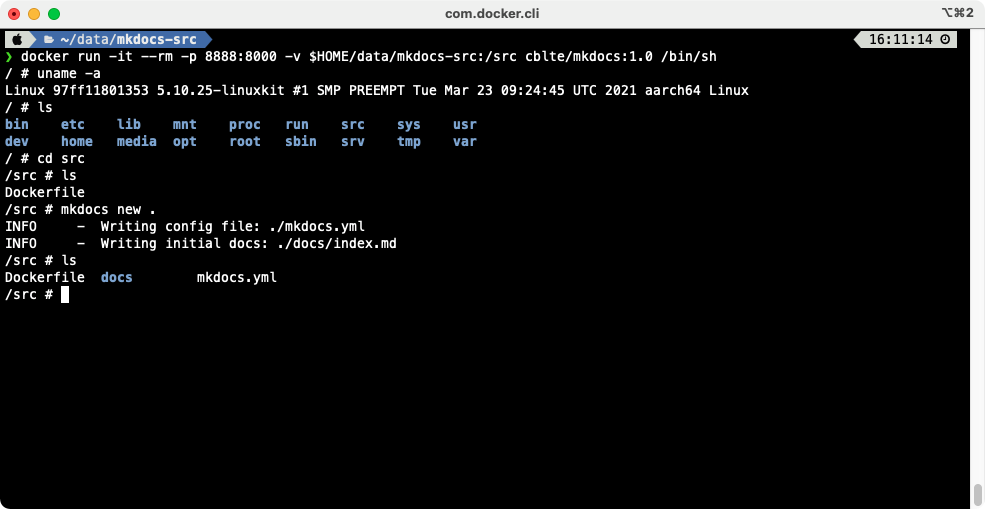 com.docker.cli
⌥⌘2
~/data/mkdocs-src
16:11:14
❯ docker run -it --rm -p 8888:8000 -v $HOME/data/mkdocs-src:/src cblte/mkdocs:1.0 /bin/sh
/ # uname -a
Linux 97ff11801353 5.10.25-linuxkit #1 SMP PREEMPT Tue Mar 23 09:24:45 UTC 2021 aarch64 Linux
/ # ls
bin    etc    lib    mnt    proc   run    src    sys    usr
dev    home   media  opt    root   sbin   srv    tmp    var
/ # cd src
/src # ls
Dockerfile
/src # mkdocs new .
INFO     -  Writing config file: ./mkdocs.yml
INFO     -  Writing initial docs: ./docs/index.md
/src # ls
Dockerfile  docs        mkdocs.yml
/src #